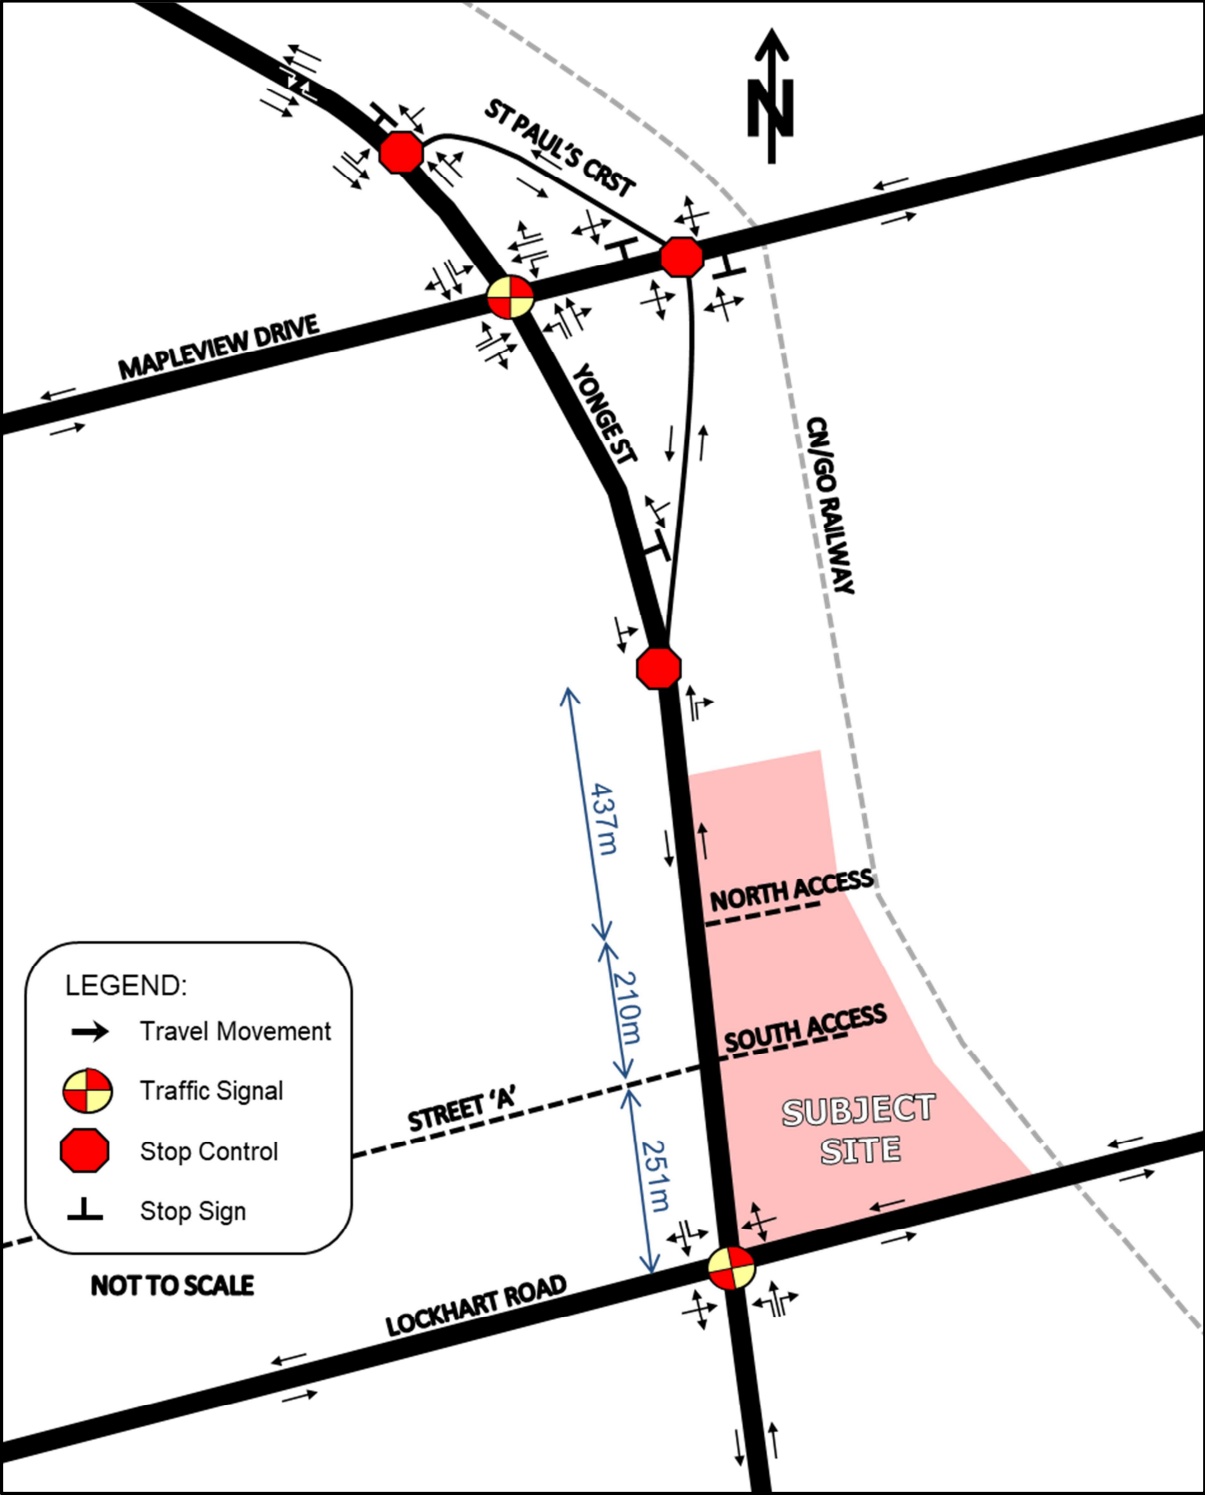 N
ST PAUL'S CRST
MAPLEVIEW DRIVE
YONGE ST
CN/GO RAILWAY
437m
NORTH ACCESS
210m
SOUTH ACCESS
STREET ‘A’
SUBJECT
SITE
251m
LEGEND:
Travel Movement
Traffic Signal
Stop Control
Stop Sign
NOT TO SCALE
LOCKHART ROAD